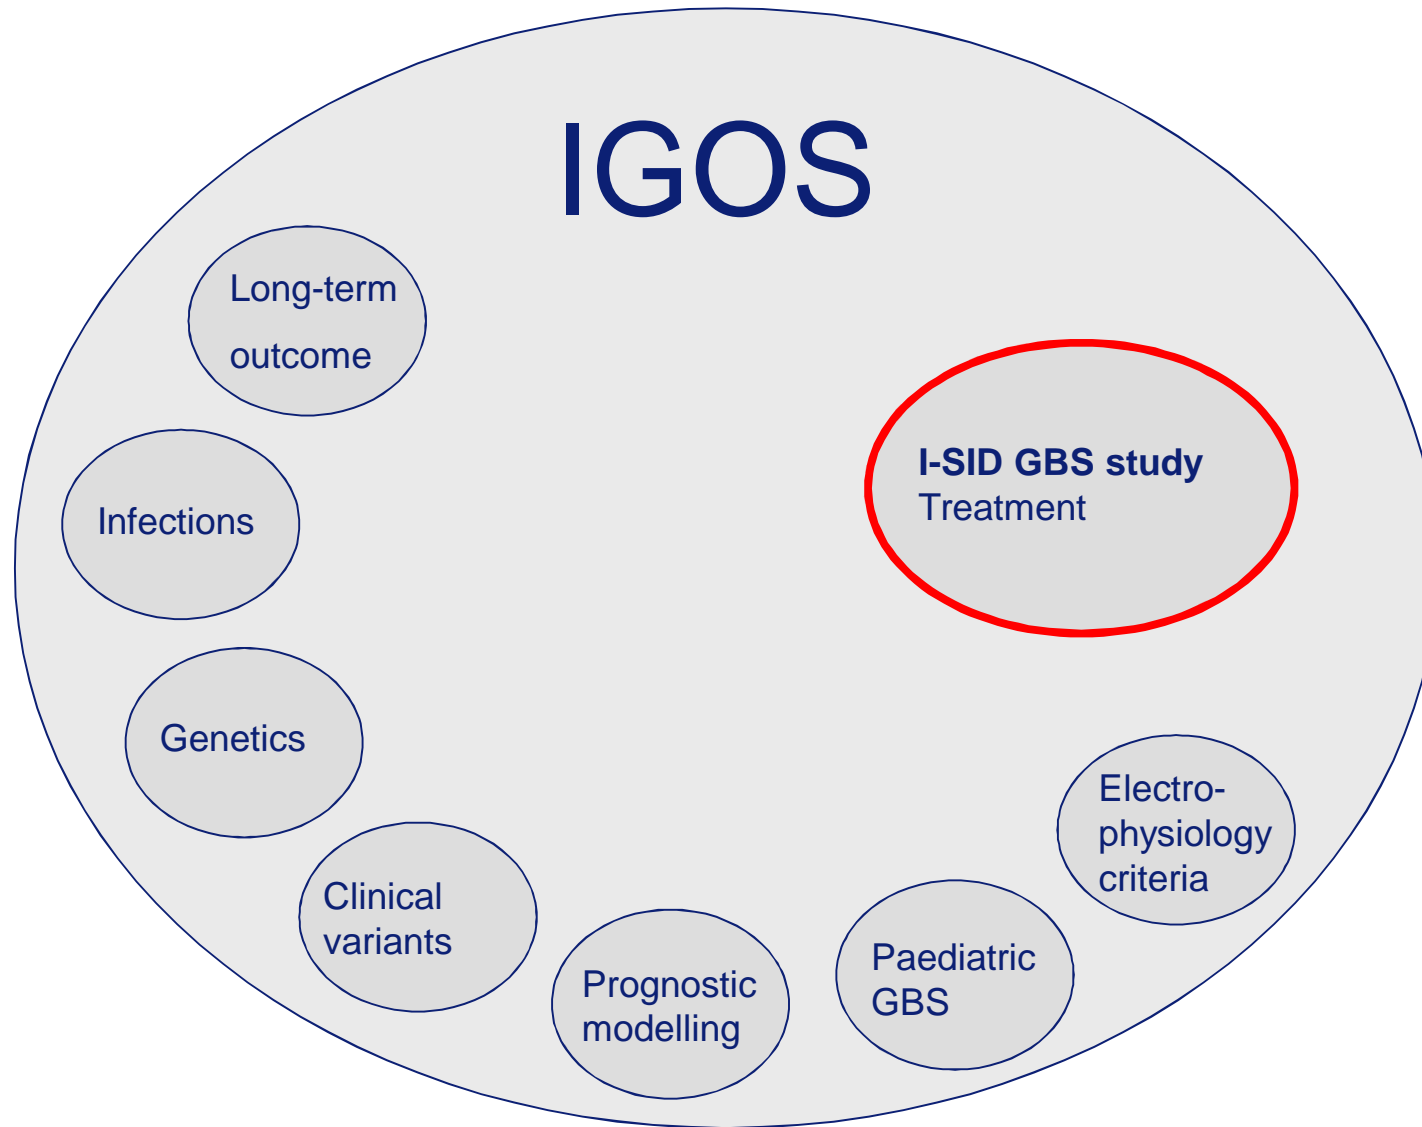 IGOS
Long-term
outcome
I-SID GBS study
Treatment
Infections
Genetics
Electro-
physiology
criteria
Clinical
variants
Paediatric
GBS
Prognostic
modelling